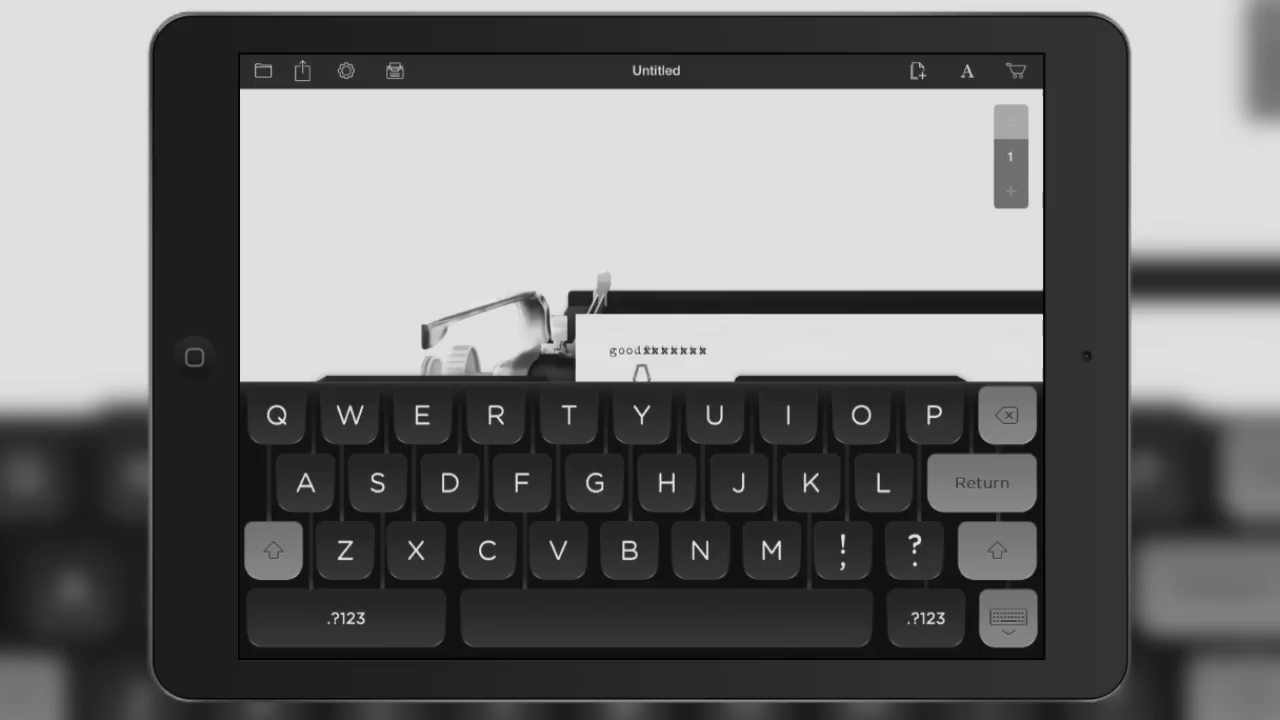 Untitled
1
good
Q W E R T Y U I O P
A S D F G H J K L Return
Z X C V B N M ! , ? .
.?123 .?123